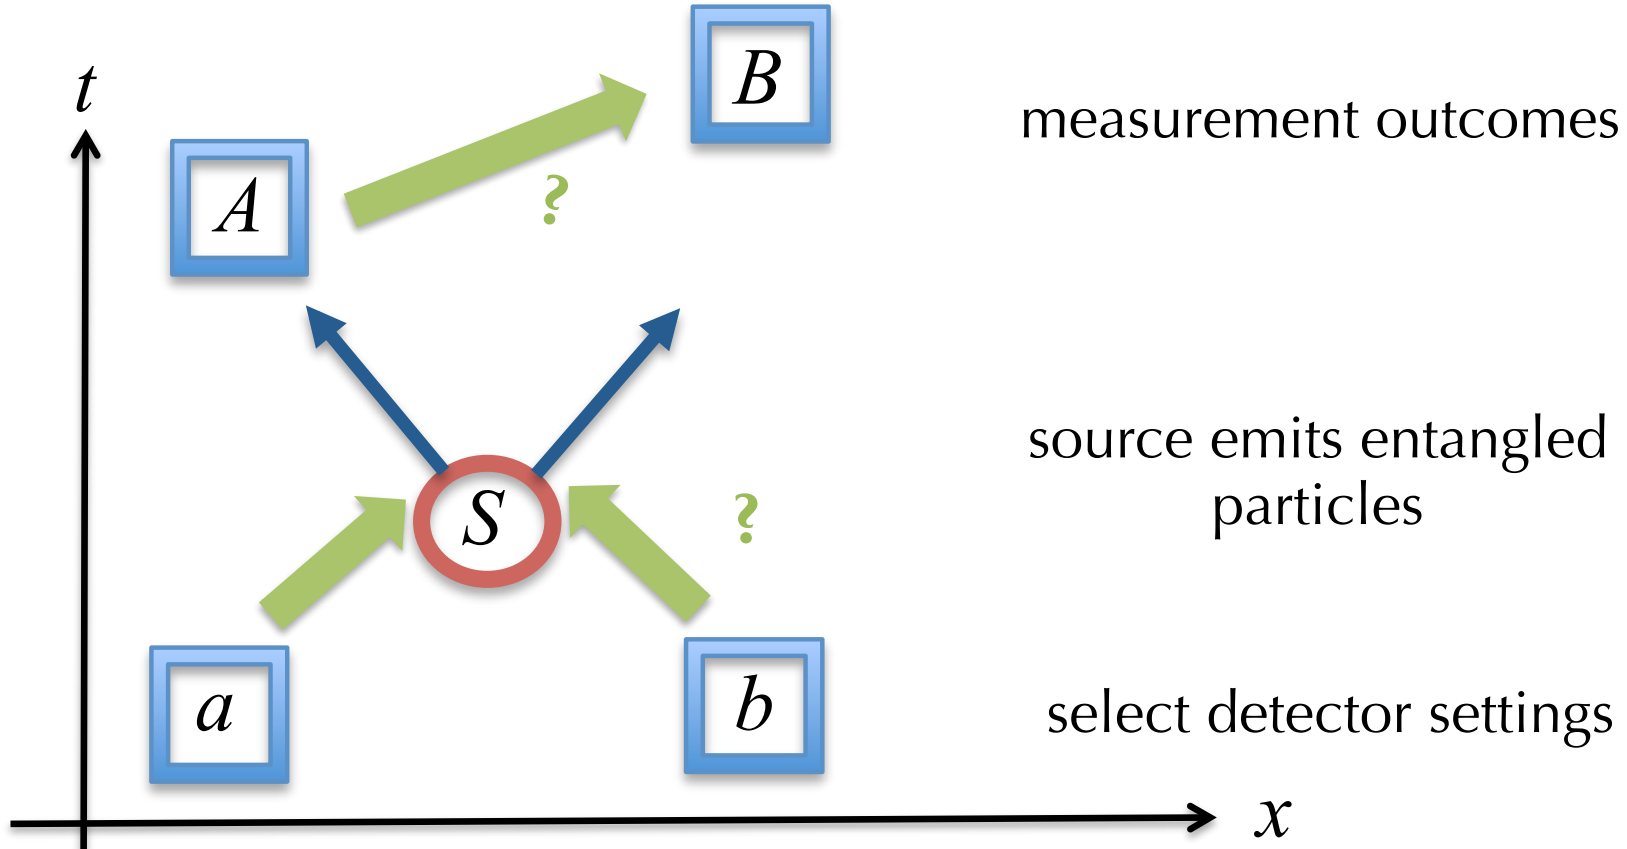 B
measurement outcomes
t
A
?
source emits entangled
particles
S
?
a
b
select detector settings
x